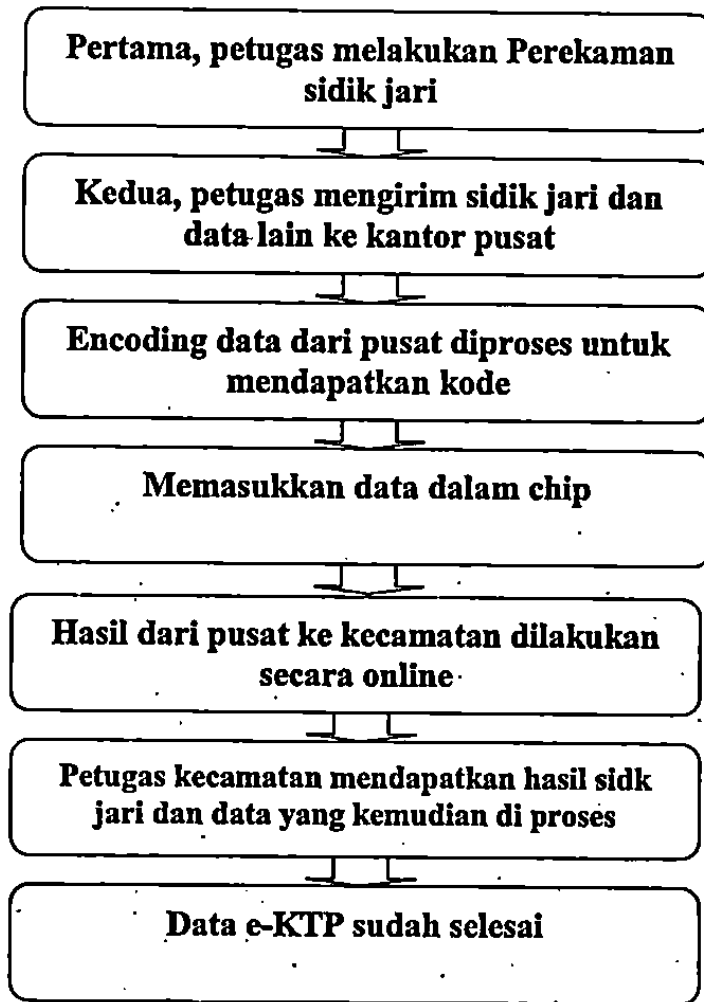 Pertama, petugas melakukan Perekaman
sidik jari
Kedua, petugas mengirim sidik jari dan
data lain ke kantor pusat
Encoding data dari pusat diproses untuk
mendapatkan kode
Memasukkan data dalam chip
Hasil dari pusat ke kecamatan dilakukan
secara online
Petugas kecamatan mendapatkan hasil sidk
jari dan data yang kemudian di proses
Data e-KTP sudah selesai